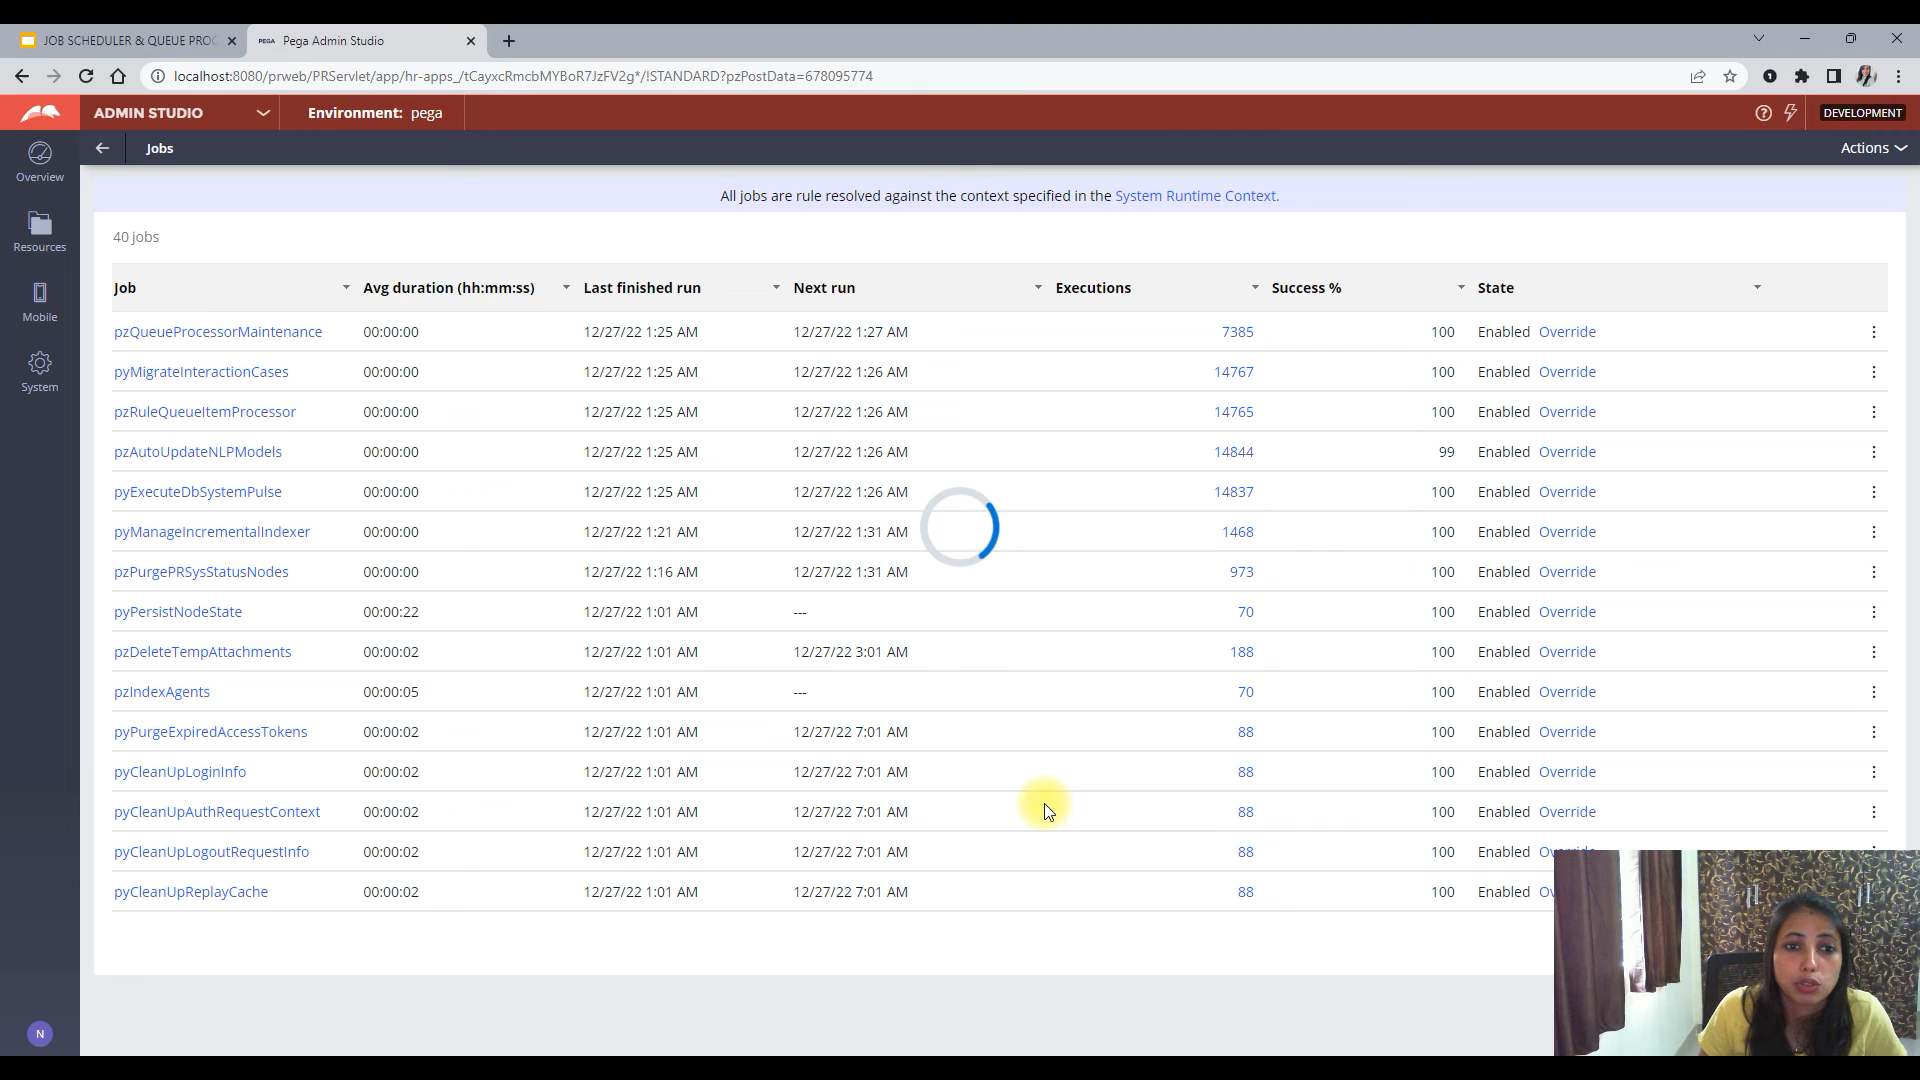 JOB SCHEDULER & QUEUE PROC
PEGA Pega Admin Studio
localhost:8080/prweb/PRServlet/app/hr-apps_/tCayxcRmcbMYBoR7JzFV2g*/!STANDARD?pzPostData=678095774
ADMIN STUDIO Environment: pega DEVELOPMENT
Jobs Actions
Overview
Resources
Mobile
System
N
All jobs are rule resolved against the context specified in the System Runtime Context.
40 jobs
Job Avg duration (hh:mm:ss) Last finished run Next run Executions Success % State
pzQueueProcessorMaintenance 00:00:00 12/27/22 1:25 AM 12/27/22 1:27 AM 7385 100 Enabled Override
pyMigrateInteractionCases 00:00:00 12/27/22 1:25 AM 12/27/22 1:26 AM 14767 100 Enabled Override
pzRuleQueueItemProcessor 00:00:00 12/27/22 1:25 AM 12/27/22 1:26 AM 14765 100 Enabled Override
pzAutoUpdateNLPModels 00:00:00 12/27/22 1:25 AM 12/27/22 1:26 AM 14844 99 Enabled Override
pyExecuteDbSystemPulse 00:00:00 12/27/22 1:25 AM 12/27/22 1:26 AM 14837 100 Enabled Override
pyManageIncrementalIndexer 00:00:00 12/27/22 1:21 AM 12/27/22 1:31 AM 1468 100 Enabled Override
pzPurgePRSysStatusNodes 00:00:00 12/27/22 1:16 AM 12/27/22 1:31 AM 973 100 Enabled Override
pyPersistNodeState 00:00:22 12/27/22 1:01 AM --- 70 100 Enabled Override
pzDeleteTempAttachments 00:00:02 12/27/22 1:01 AM 12/27/22 3:01 AM 188 100 Enabled Override
pzIndexAgents 00:00:05 12/27/22 1:01 AM --- 70 100 Enabled Override
pyPurgeExpiredAccessTokens 00:00:02 12/27/22 1:01 AM 12/27/22 7:01 AM 88 100 Enabled Override
pyCleanUpLoginInfo 00:00:02 12/27/22 1:01 AM 12/27/22 7:01 AM 88 100 Enabled Override
pyCleanUpAuthRequestContext 00:00:02 12/27/22 1:01 AM 12/27/22 7:01 AM 88 100 Enabled Override
pyCleanUpLogoutRequestInfo 00:00:02 12/27/22 1:01 AM 12/27/22 7:01 AM 88 100 Enabled
pyCleanUpReplayCache 00:00:02 12/27/22 1:01 AM 12/27/22 7:01 AM 88 100 Enabled